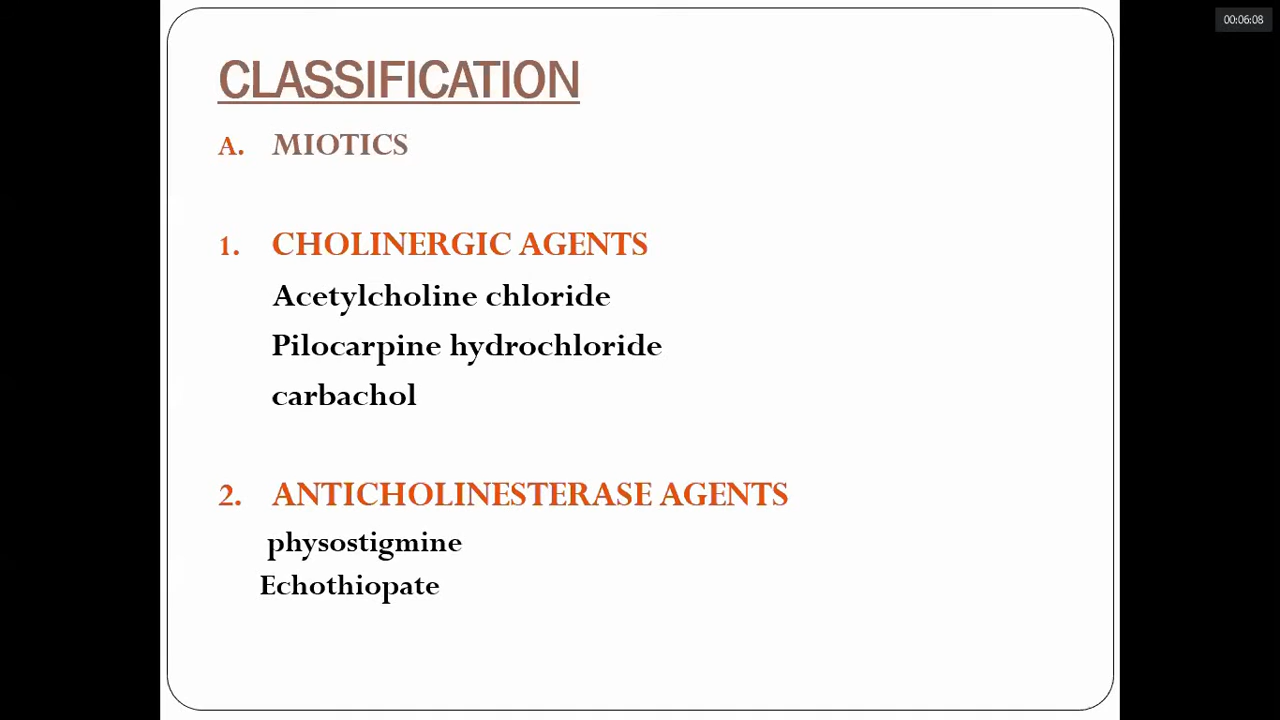 00:06:08
CLASSIFICATION
A. MIOTICS
1. CHOLINERGIC AGENTS
Acetylcholine chloride
Pilocarpine hydrochloride
carbachol
2. ANTICHOLINESTERASE AGENTS
physostigmine
Echothiopate